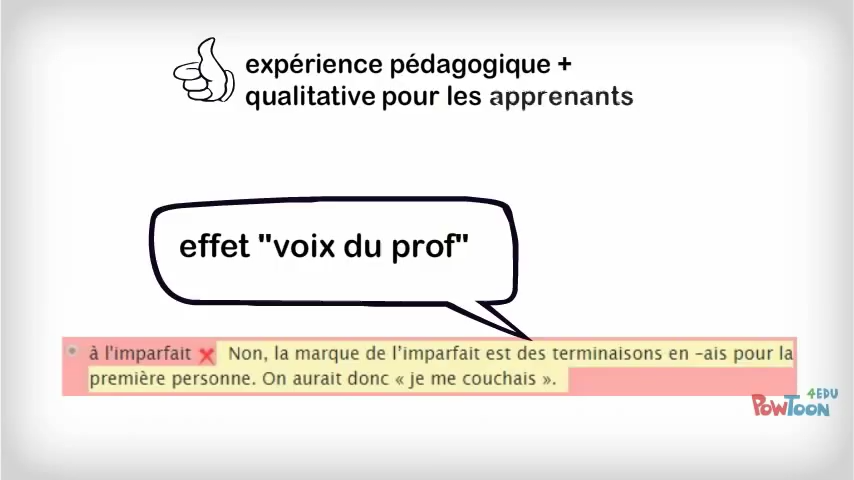 expérience pédagogique +
qualitative pour les apprenants
effet "voix du prof"
à l'imparfait Non, la marque de l'imparfait est des terminaisons en -ais pour la
première personne. On aurait donc « je me couchais ».
4EDU
POWTOON